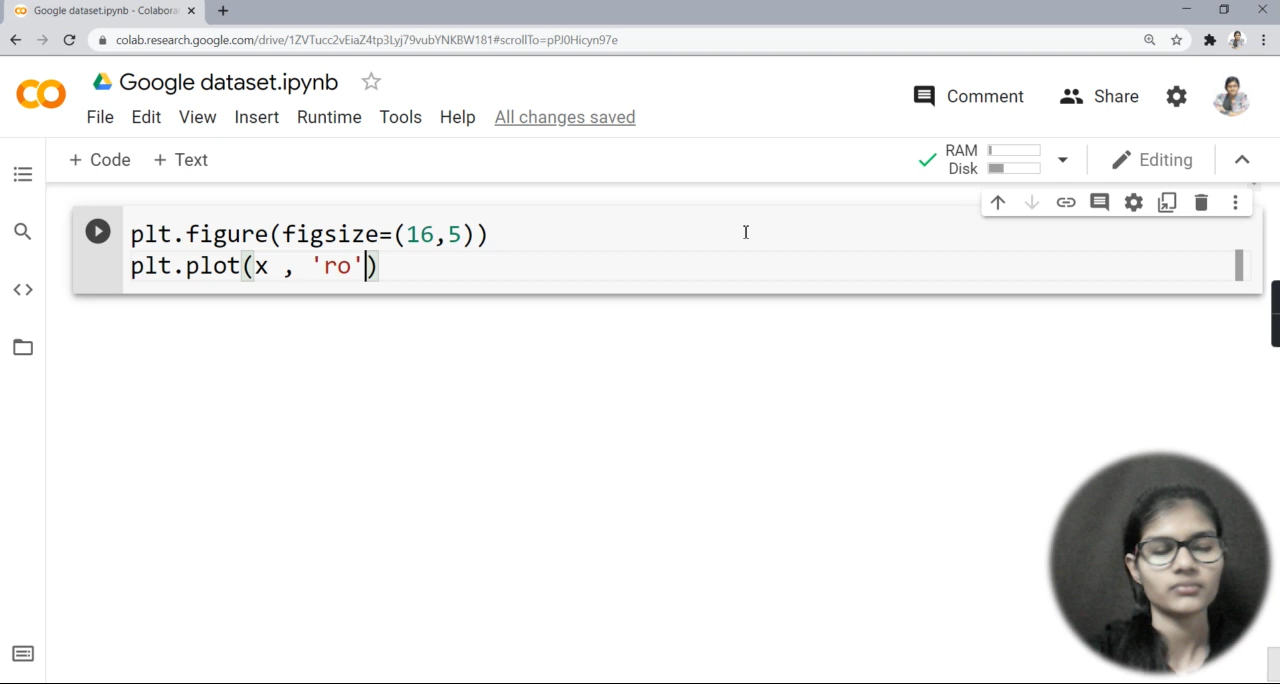 Google dataset.ipynb - Colabora
colab.research.google.com/drive/1ZVTucc2vEiaZ4tp3Lyj79vubYNKBW181#scrollTo=pPJ0Hicyn97e
Google dataset.ipynb
File Edit View Insert Runtime Tools Help All changes saved
Comment Share
+ Code + Text
RAM
Disk
Editing
plt.figure(figsize=(16,5))
plt.plot(x , 'ro')